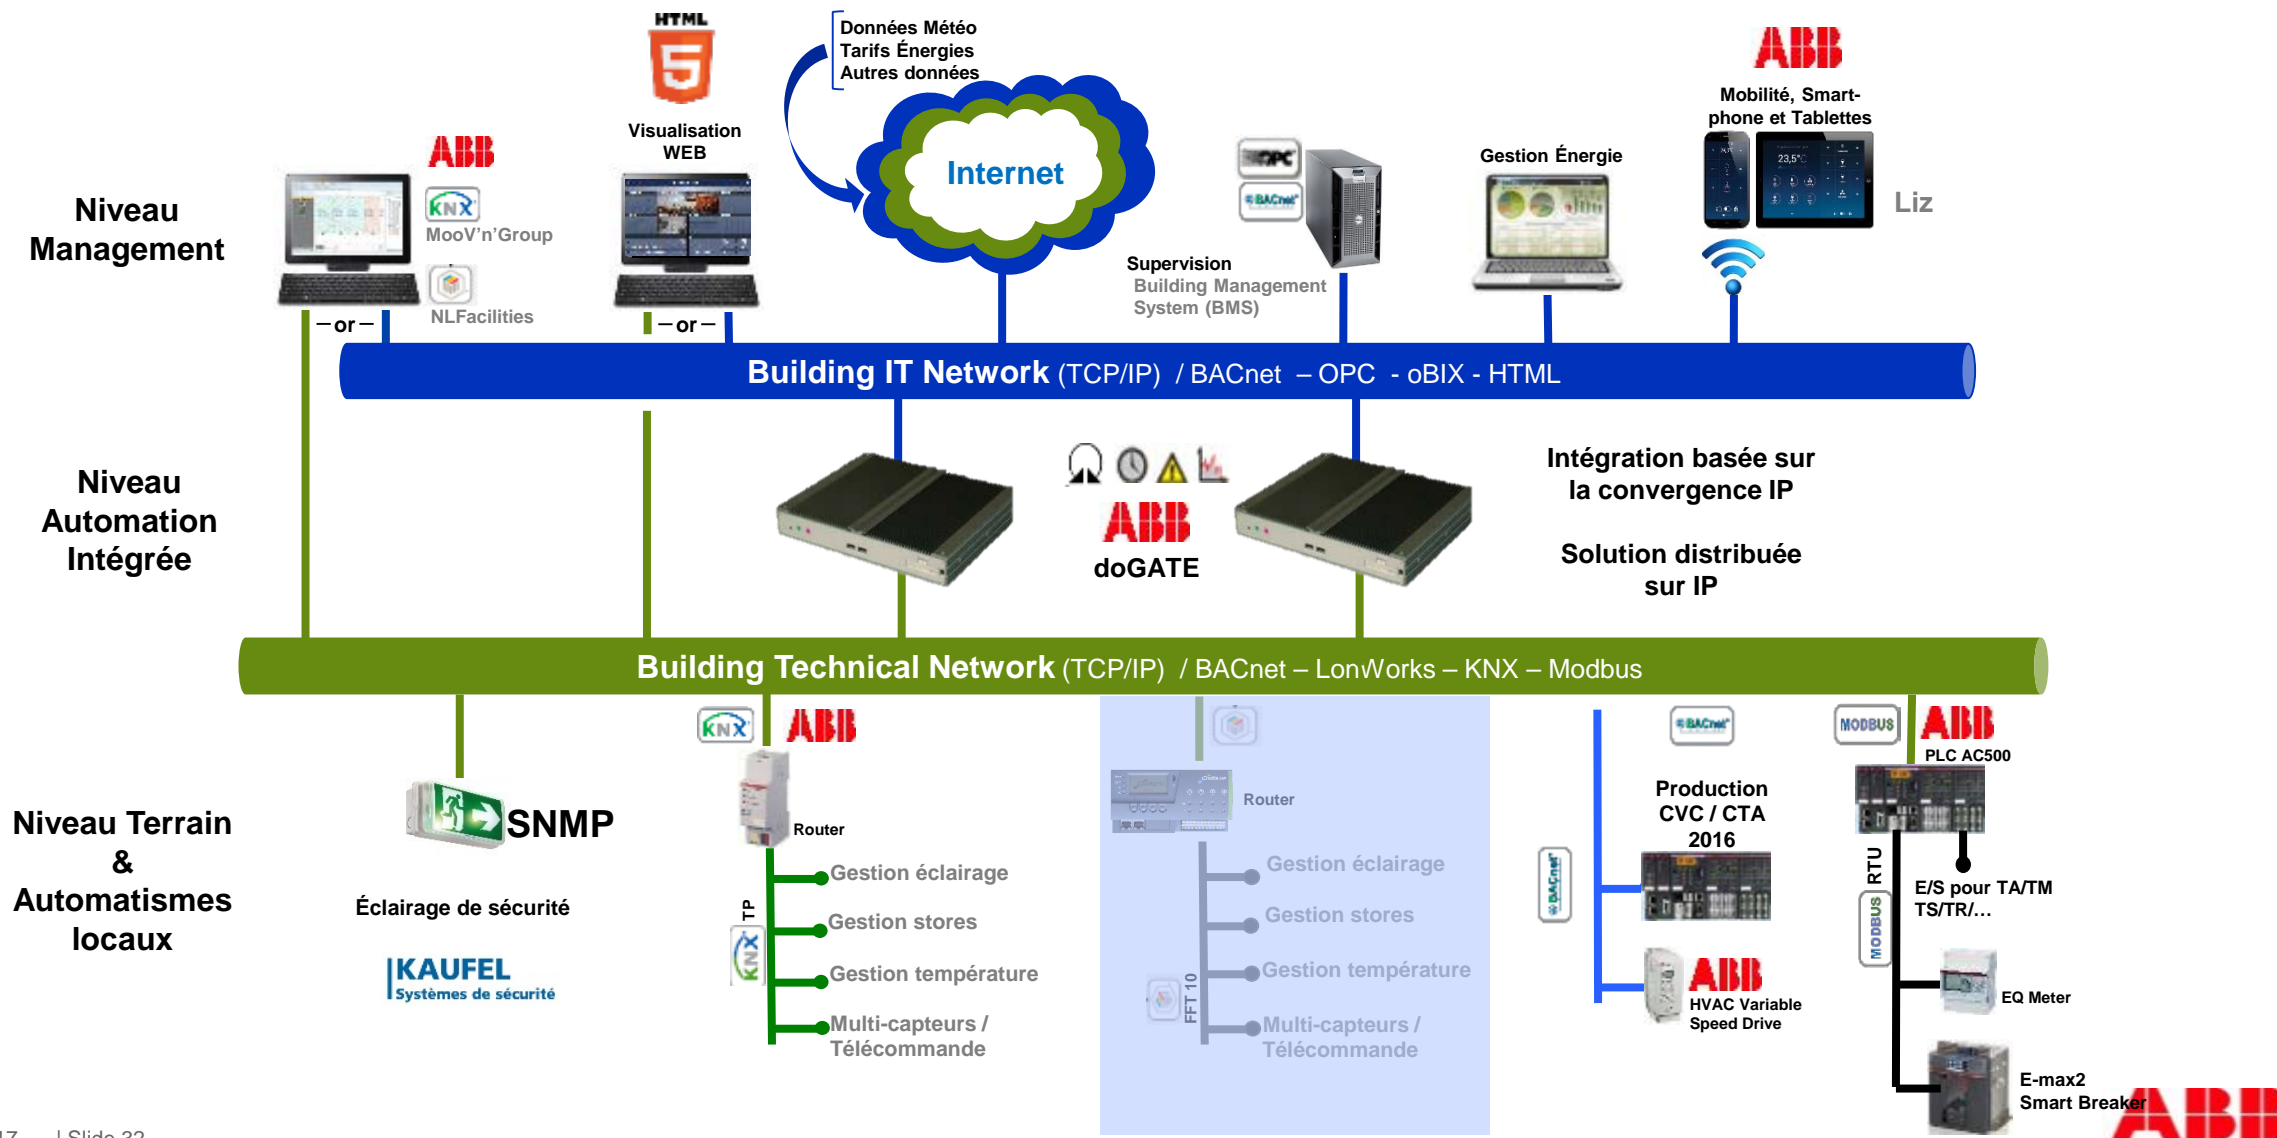 HTML
5
Données Météo
Tarifs Énergies
Autres données
ABB
Mobilité, Smart-
phone et Tablettes
Visualisation
WEB
ABB
KNX
MooV'n'Group
NLFacilities
Internet
OPC
BACnet
Gestion Énergie
23,5°
Liz
Niveau
Management
Supervision
Building Management
System (BMS)
–or–
–or–
Building IT Network (TCP/IP) / BACnet – OPC - oBIX - HTML
Niveau
Automation
Intégrée
ABB
doGATE
Intégration basée sur
la convergence IP
Solution distribuée
sur IP
Building Technical Network (TCP/IP) / BACnet – LonWorks – KNX – Modbus
KNX
ABB
BACnet
MODBUS
ABB
PLC AC500
Niveau Terrain
&
Automatismes
locaux
SNMP
Éclairage de sécurité
KAUFEL
Systèmes de sécurité
Router
TP
KNX
Gestion éclairage
Gestion stores
Gestion température
Multi-capteurs /
Télécommande
Router
FFT 10
Gestion éclairage
Gestion stores
Gestion température
Multi-capteurs /
Télécommande
Production
CVC / CTA
2016
BACnet
ABB
HVAC Variable
Speed Drive
RTU
MODBUS
E/S pour TA/TM
TS/TR/...
EQ Meter
E-max2
Smart Breaker
ABB
| Slide 32